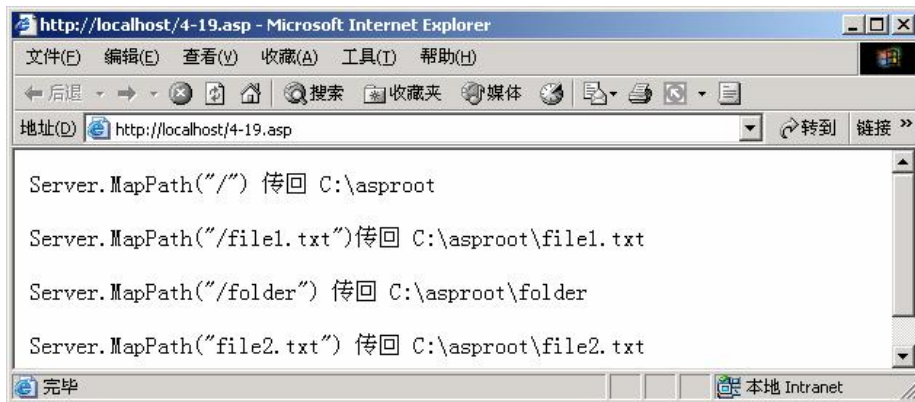 http://localhost/4-19.asp - Microsoft Internet Explorer
文件(F) 编辑(E) 查看(V) 收藏(A) 工具(T) 帮助(H)
后退 搜索 收藏夹 媒体
地址(D) http://localhost/4-19.asp 转到 链接 »
Server.MapPath("/") 传回 C:\asproot
Server.MapPath("/file1.txt")传回 C:\asproot\file1.txt
Server.MapPath("/folder") 传回 C:\asproot\folder
Server.MapPath("file2.txt") 传回 C:\asproot\file2.txt
完毕 本地 Intranet